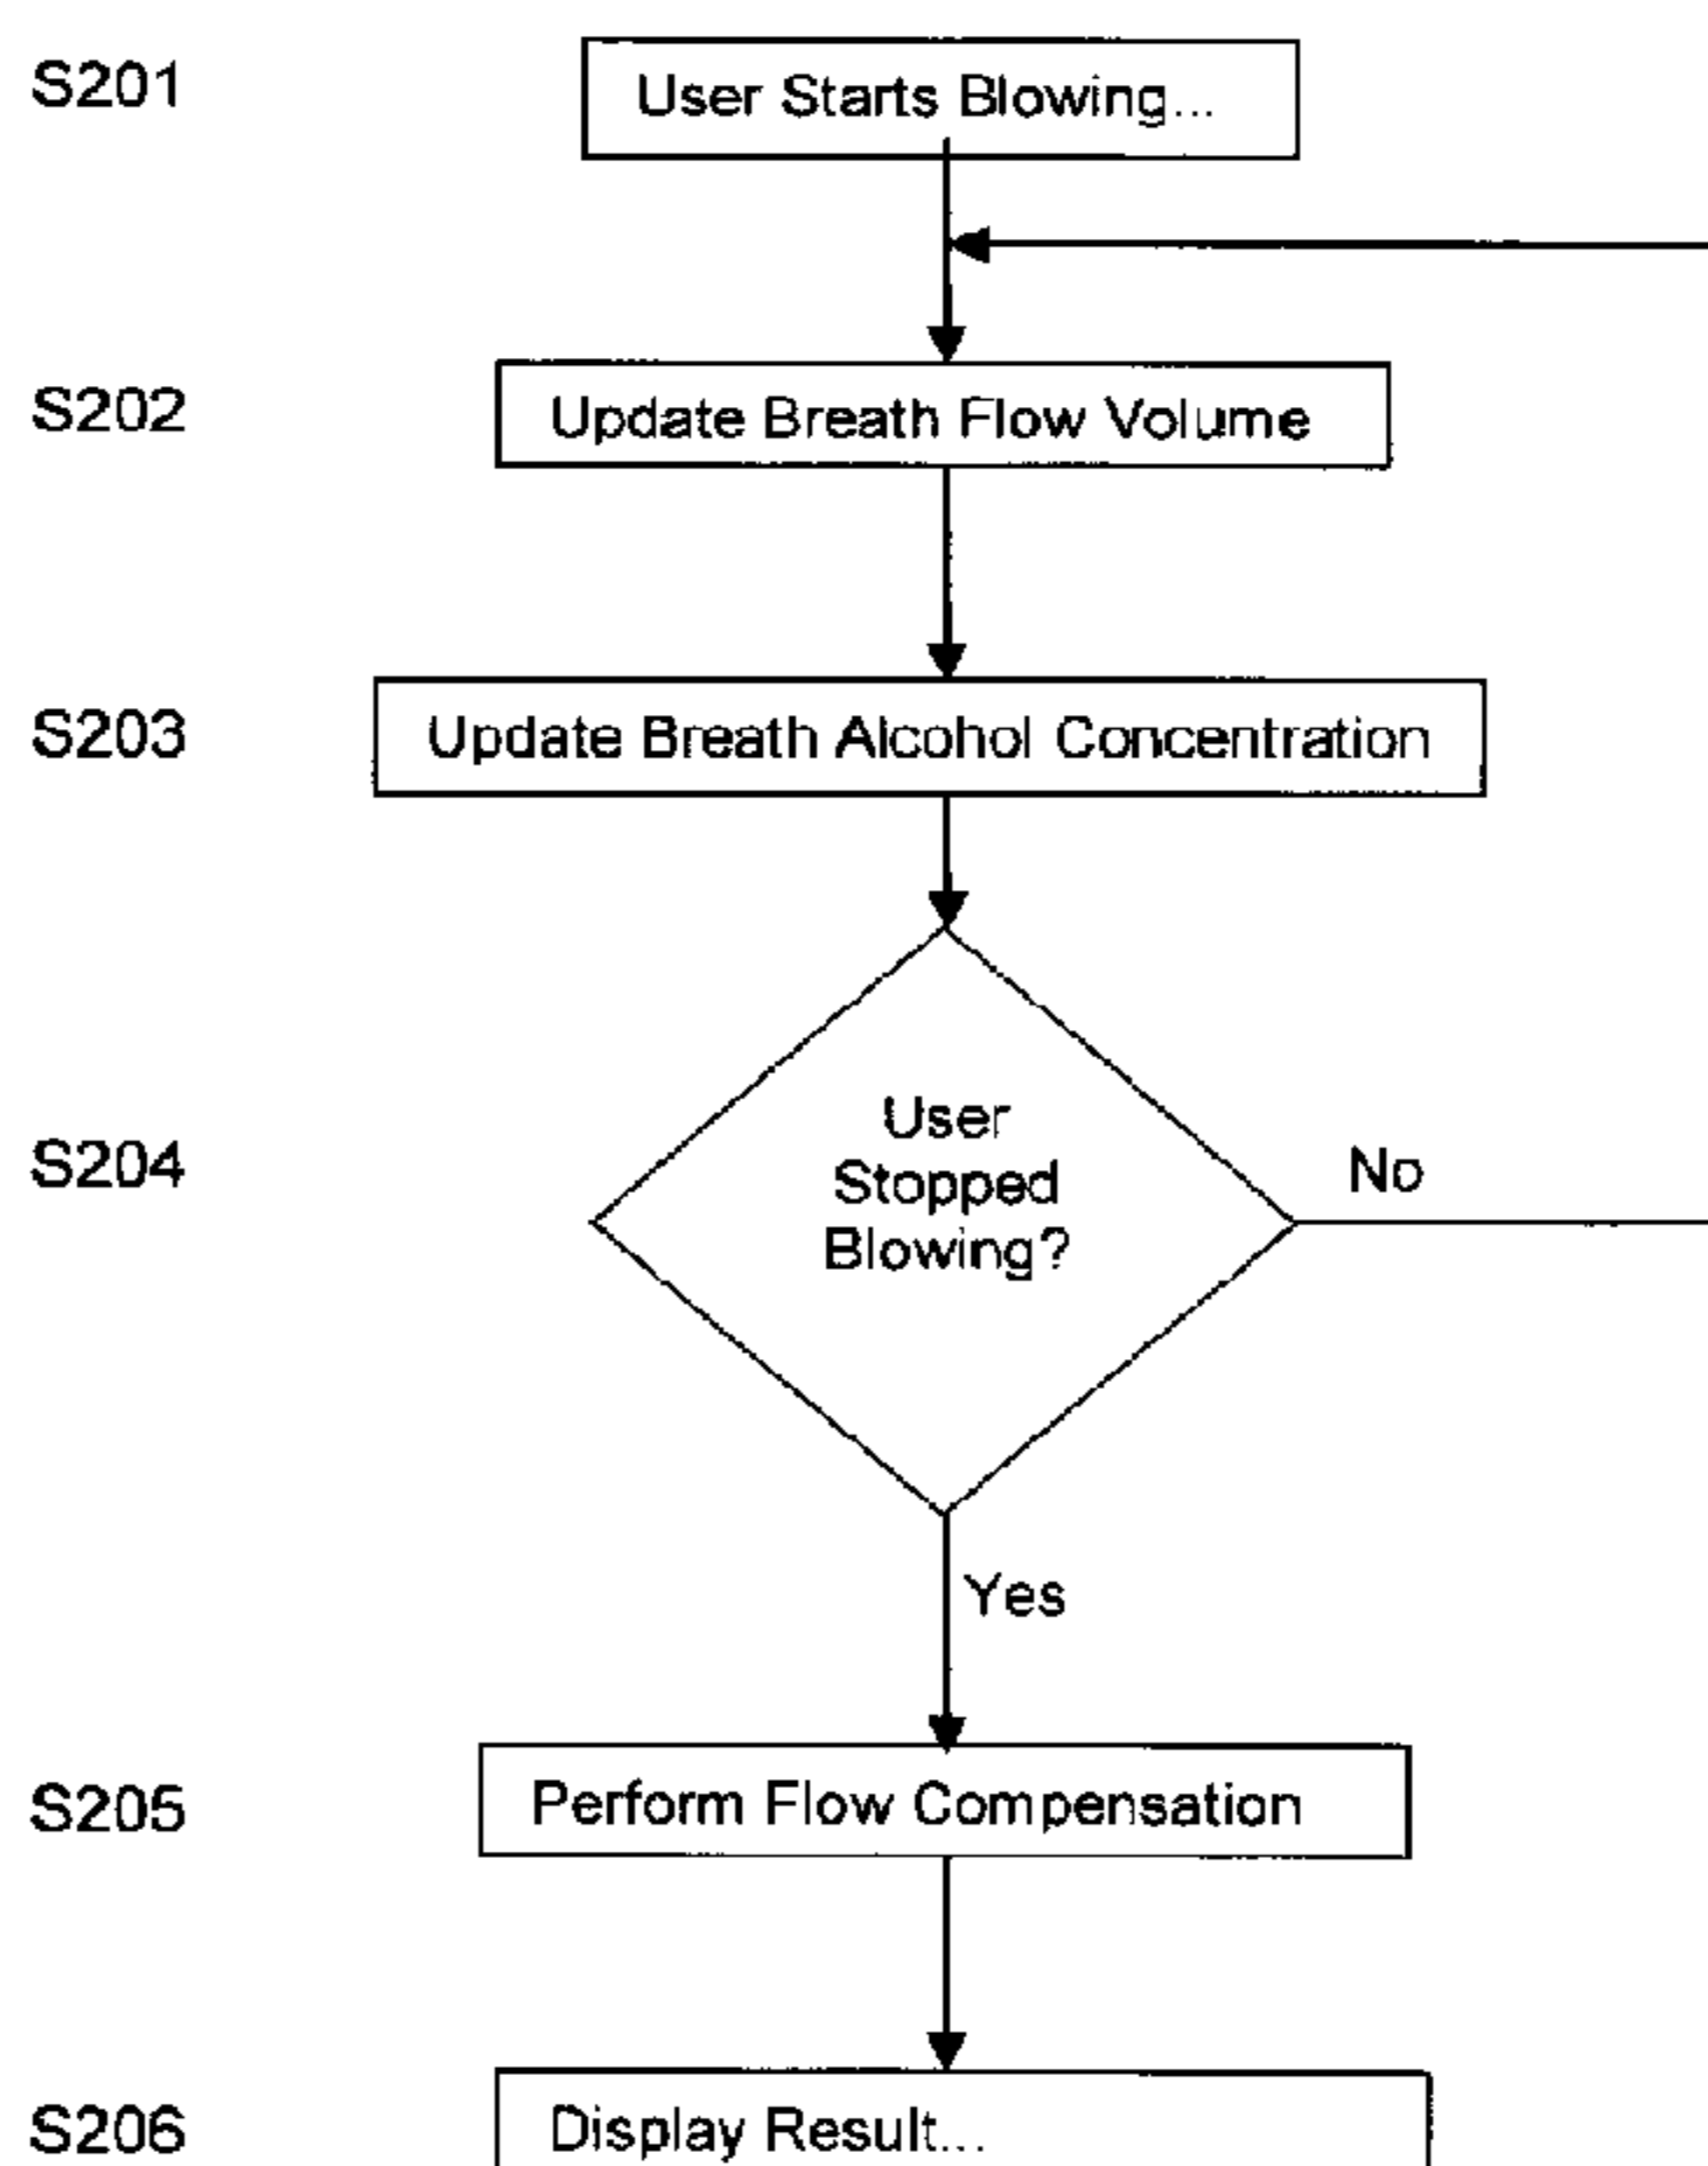 S201
User Starts Blowing...
S202
Update Breath Flow Volume
S203
Update Breath Alcohol Concentration
S204
User
Stopped
Blowing?
No
Yes
S205
Perform Flow Compensation
S206
Display Result...